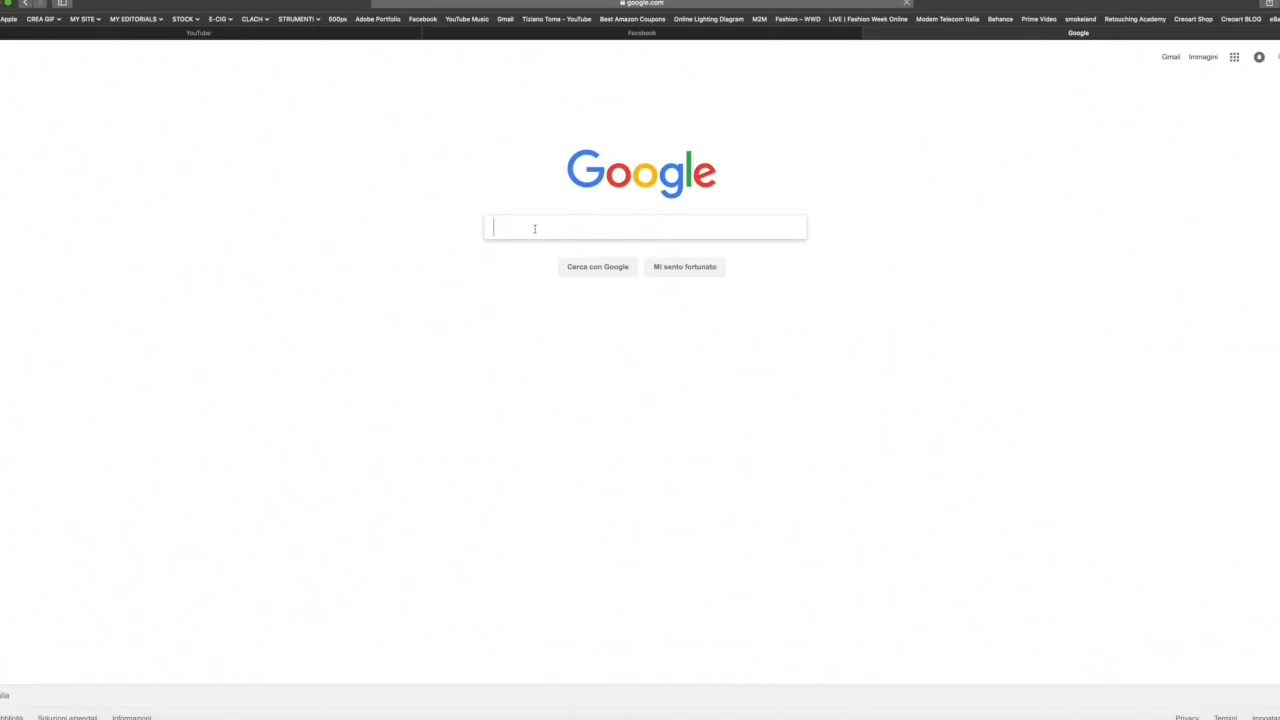 google.com
Apple CREA GIF MY SITE MY EDITORIALS STOCK E-CIG CLACH STRUMENTI 500px Adobe Portfolio Facebook YouTube Music Gmail Tiziano Toma - YouTube Best Amazon Coupons Online Lighting Diagram M2M Fashion – WWD LIVE | Fashion Week Online Modem Telecom Italia Behance Prime Video smokeland Retouching Academy Creoart Shop Creoart BLOG eBa
YouTube Facebook Google
Gmail Immagini
Google
Cerca con Google Mi sento fortunato
Soluzioni aziendali Informazioni Privacy Termini